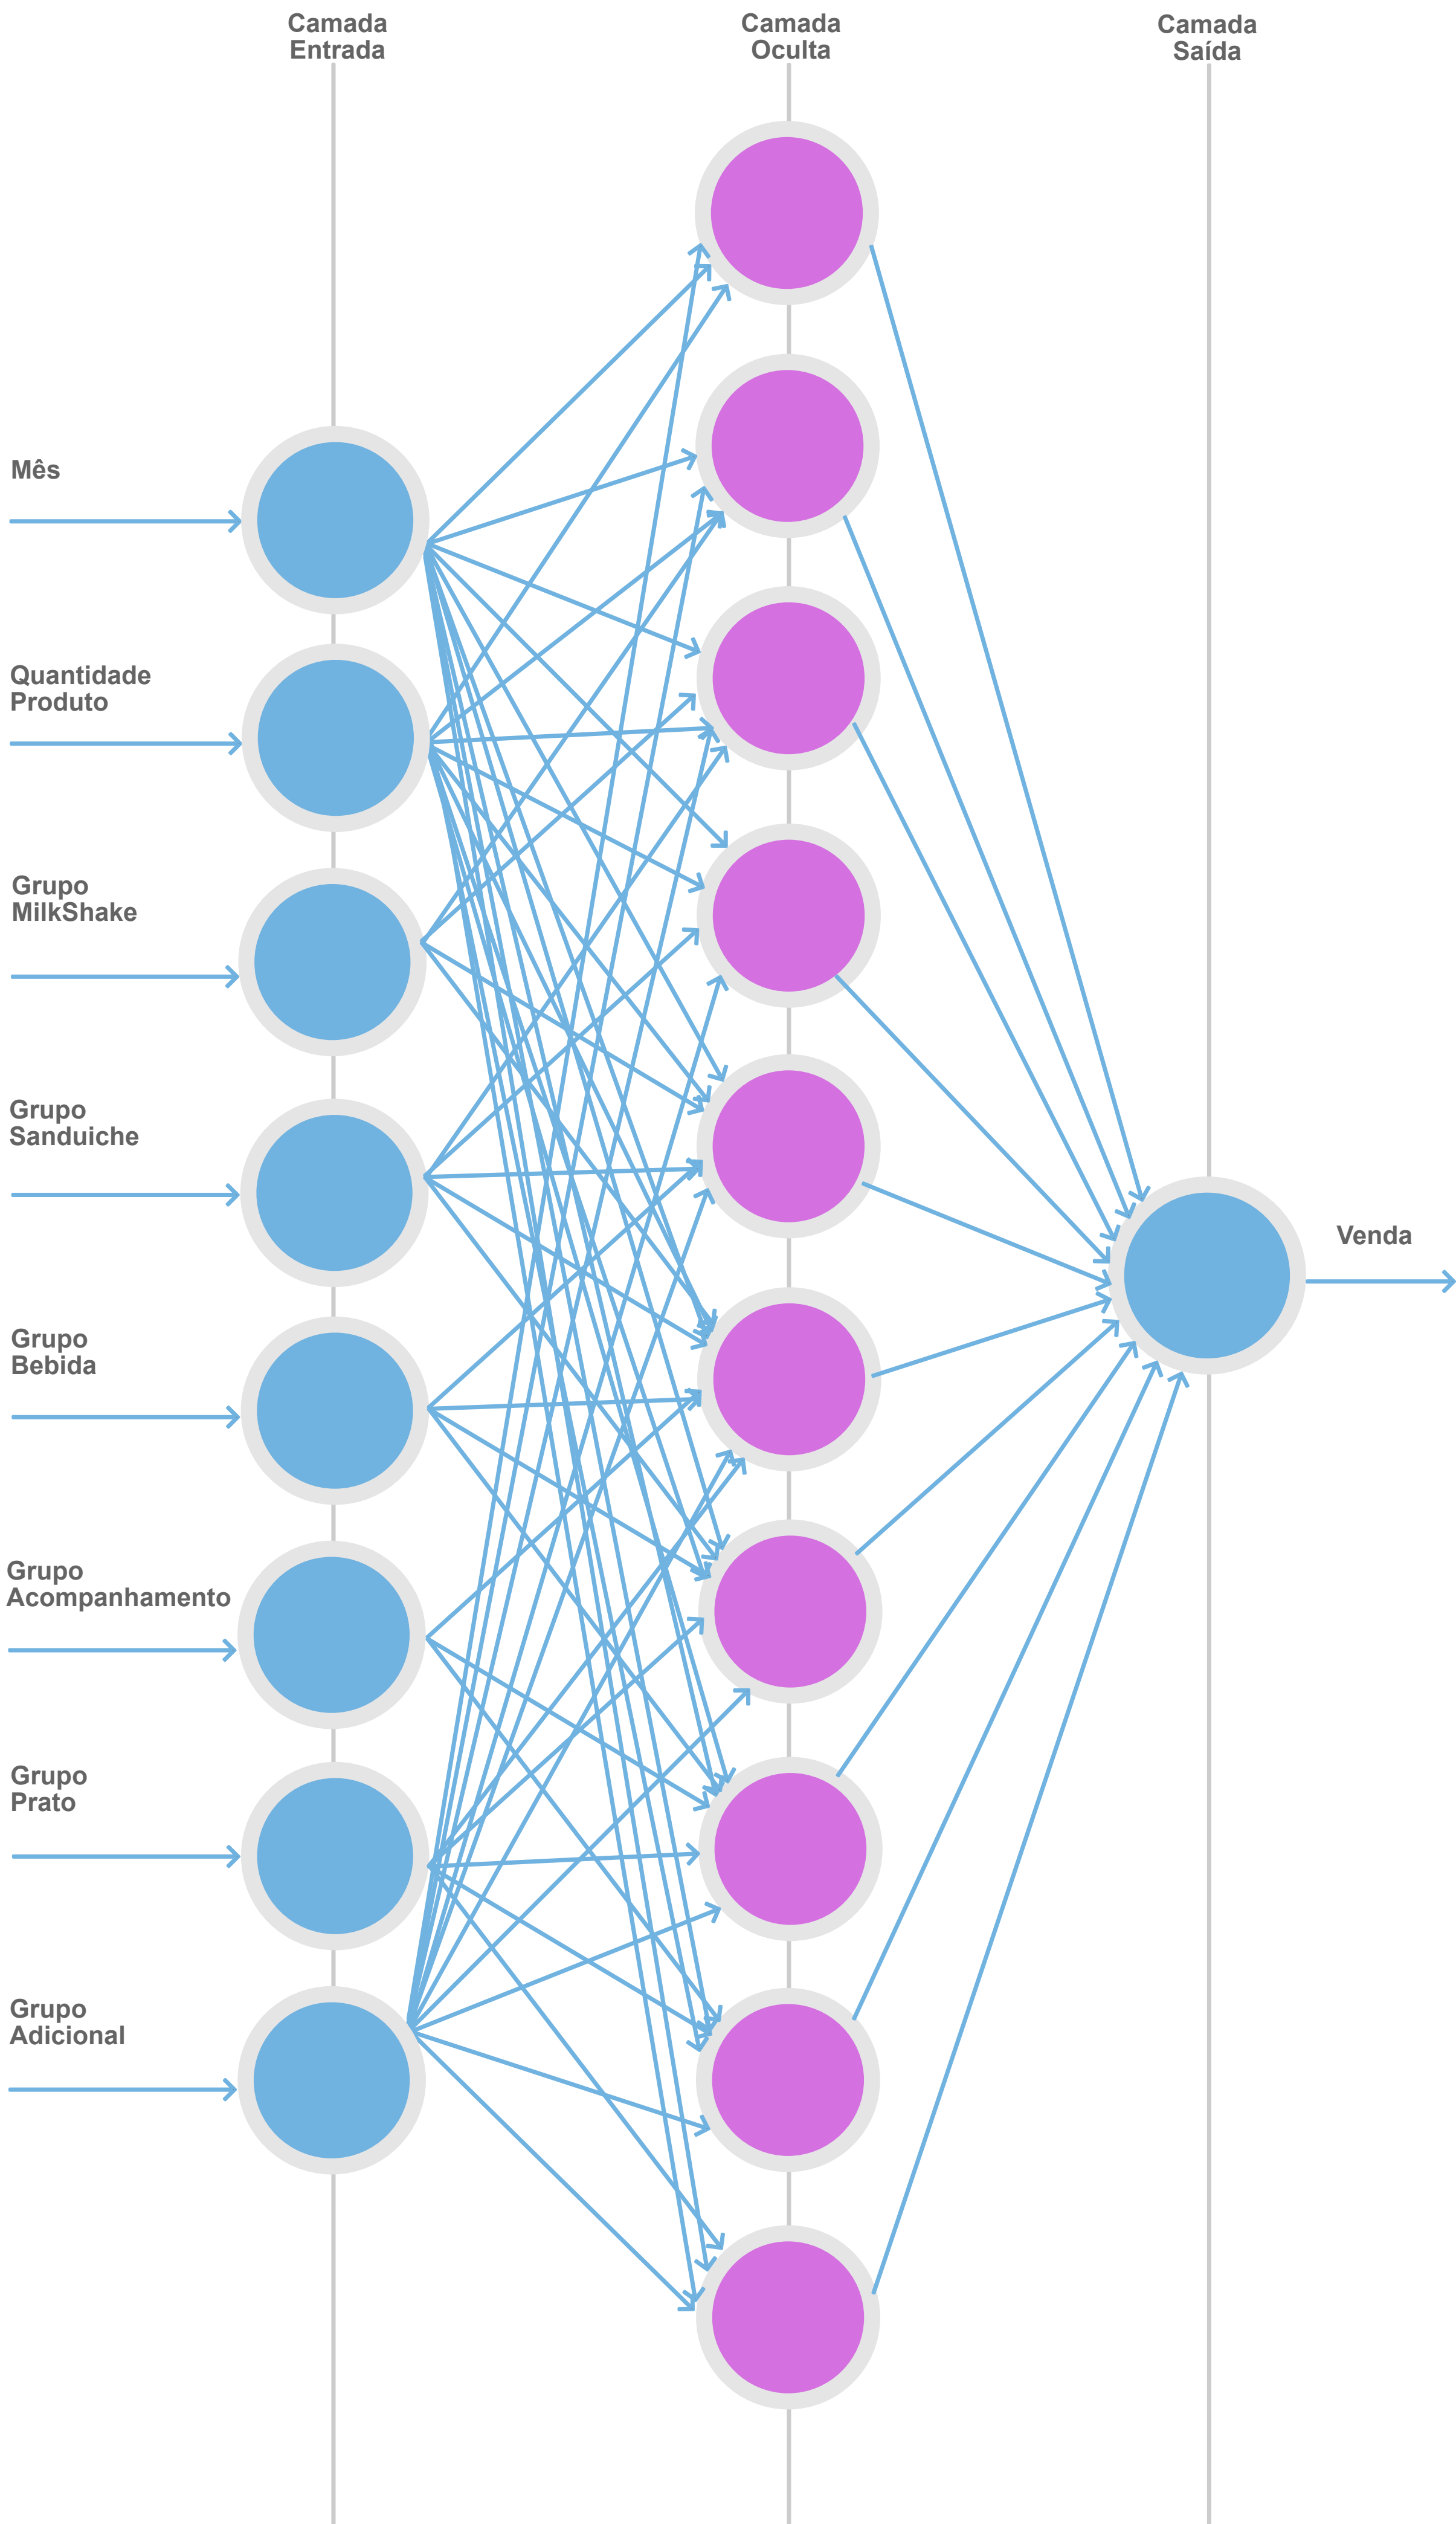 Camada
Entrada
Camada
Oculta
Camada
Saída
Mês
Quantidade
Produto
Grupo
MilkShake
Grupo
Sanduiche
Grupo
Bebida
Grupo
Acompanhamento
Grupo
Prato
Grupo
Adicional
Venda